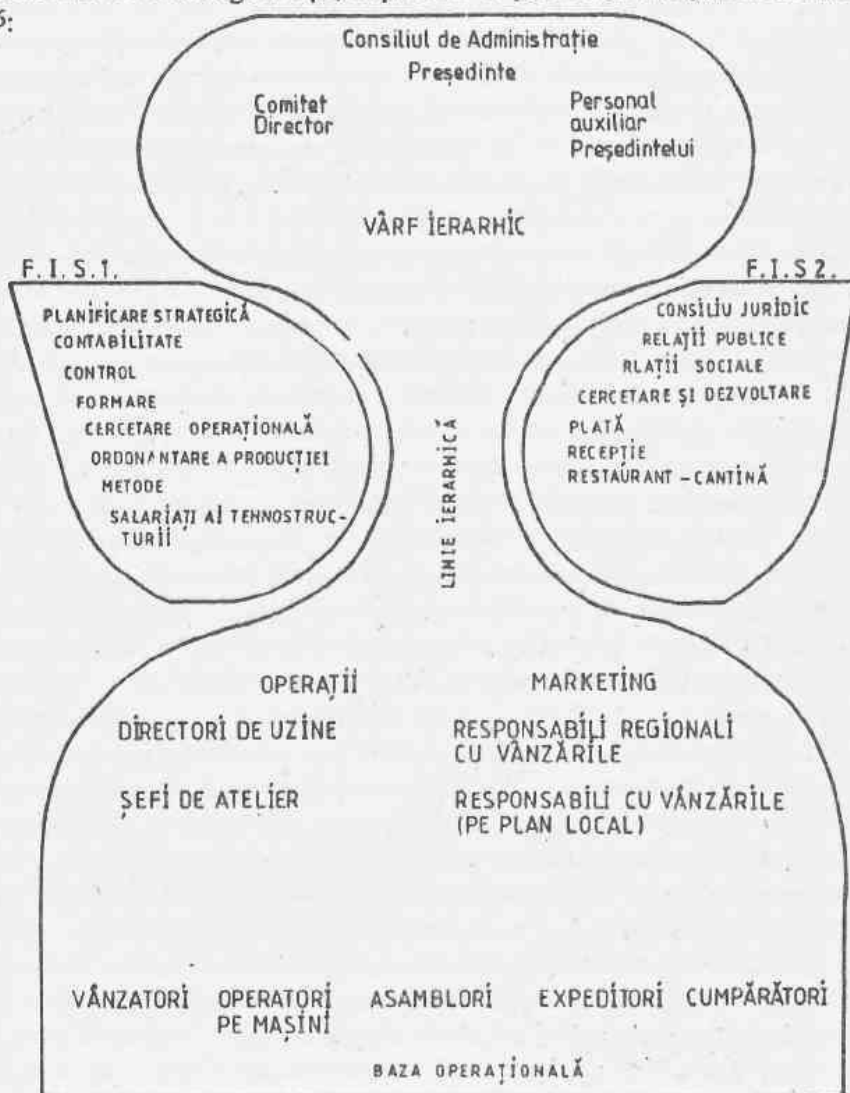 6:
Consiliul de Administrație
Președinte
Comitet
Director
Personal
auxiliar
Președintelui
VÂRF IERARHIC
F.I.S.1.
PLANIFICARE STRATEGICĂ
CONTABILITATE
CONTROL
FORMARE
CERCETARE OPERAȚIONALĂ
ORDONANTARE A PRODUCȚIEI
METODE
SALARIAȚI AI TEHNOSTRUC-
TURII
LINIE IERARHICĂ
F.I.S2.
CONSILIU JURIDIC
RELAȚII PUBLICE
RLAȚII SOCIALE
CERCETARE ȘI DEZVOLTARE
PLATĂ
RECEPȚIE
RESTAURANT - CANTINĂ
OPERAȚII
MARKETING
DIRECTORI DE UZINE
RESPONSABILI REGIONALI
CU VÂNZĂRILE
ȘEFI DE ATELIER
RESPONSABILI CU VÂNZĂRILE
(PE PLAN LOCAL)
VÂNZATORI
OPERATORI
PE MAȘINI
ASAMBLORI
EXPEDITORI
CUMPĂRĂTORI
BAZA OPERAȚIONALĂ